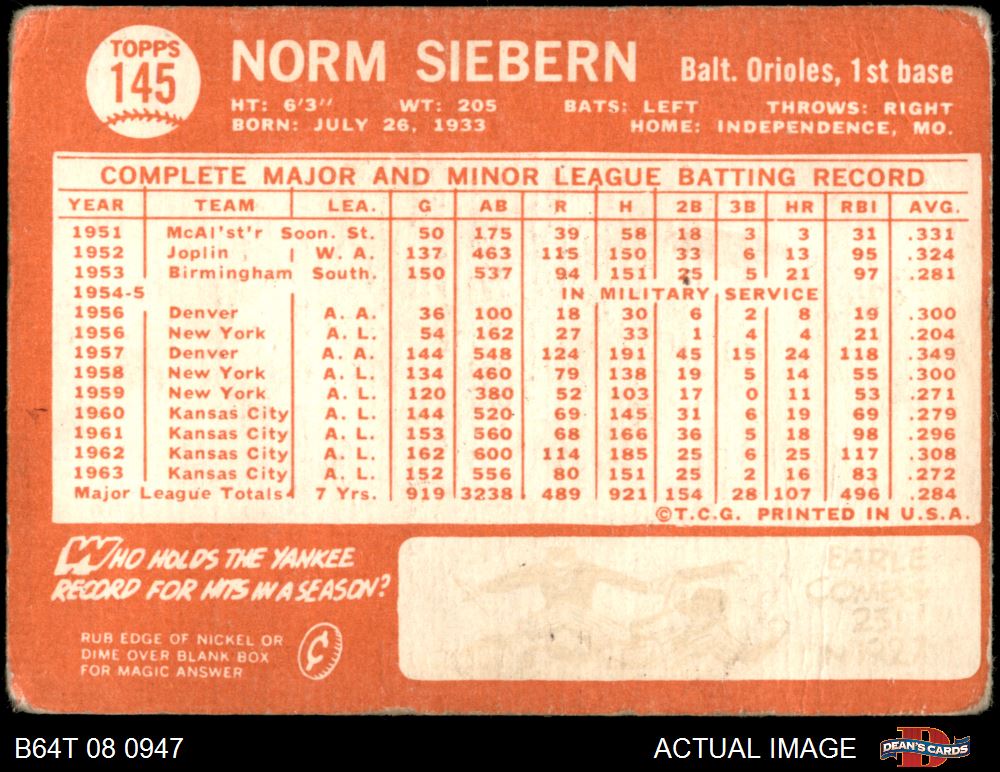 TOPPS
145
NORM SIEBERN Balt. Orioles, 1st base
HT: 6'3" WT: 205 BATS: LEFT THROWS: RIGHT
BORN: JULY 26, 1933 HOME: INDEPENDENCE, MO.
COMPLETE MAJOR AND MINOR LEAGUE BATTING RECORD
YEAR TEAM LEA. G AB R H 2B 3B HR RBI AVG.
1951 McAl'st'r Soon. St. 50 175 39 58 18 3 3 31 .331
1952 Joplin W. A. 137 463 115 150 33 6 13 95 .324
1953 Birmingham South. 150 537 94 151 25 5 21 97 .281
1954-5 IN MILITARY SERVICE
1956 Denver A. A. 36 100 18 30 6 2 8 19 .300
1956 New York A. L. 54 162 27 33 1 4 4 21 .204
1957 Denver A. A. 144 548 124 191 45 15 24 118 .349
1958 New York A. L. 134 460 79 138 19 5 14 55 .300
1959 New York A. L. 120 380 52 103 17 0 11 53 .271
1960 Kansas City A. L. 144 520 69 145 31 6 19 69 .279
1961 Kansas City A. L. 153 560 68 166 36 5 18 98 .296
1962 Kansas City A. L. 162 600 114 185 25 6 25 117 .308
1963 Kansas City A. L. 152 556 80 151 25 2 16 83 .272
Major League Totals 7 Yrs. 919 3238 489 921 154 28 107 496 .284
©T.C.G. PRINTED IN U.S.A.
WHO HOLDS THE YANKEE
RECORD FOR HITS IN A SEASON?
RUB EDGE OF NICKEL OR
DIME OVER BLANK BOX
FOR MAGIC ANSWER
¢
EARLE
231
B64T 08 0947 ACTUAL IMAGE DEAN'S CARDS